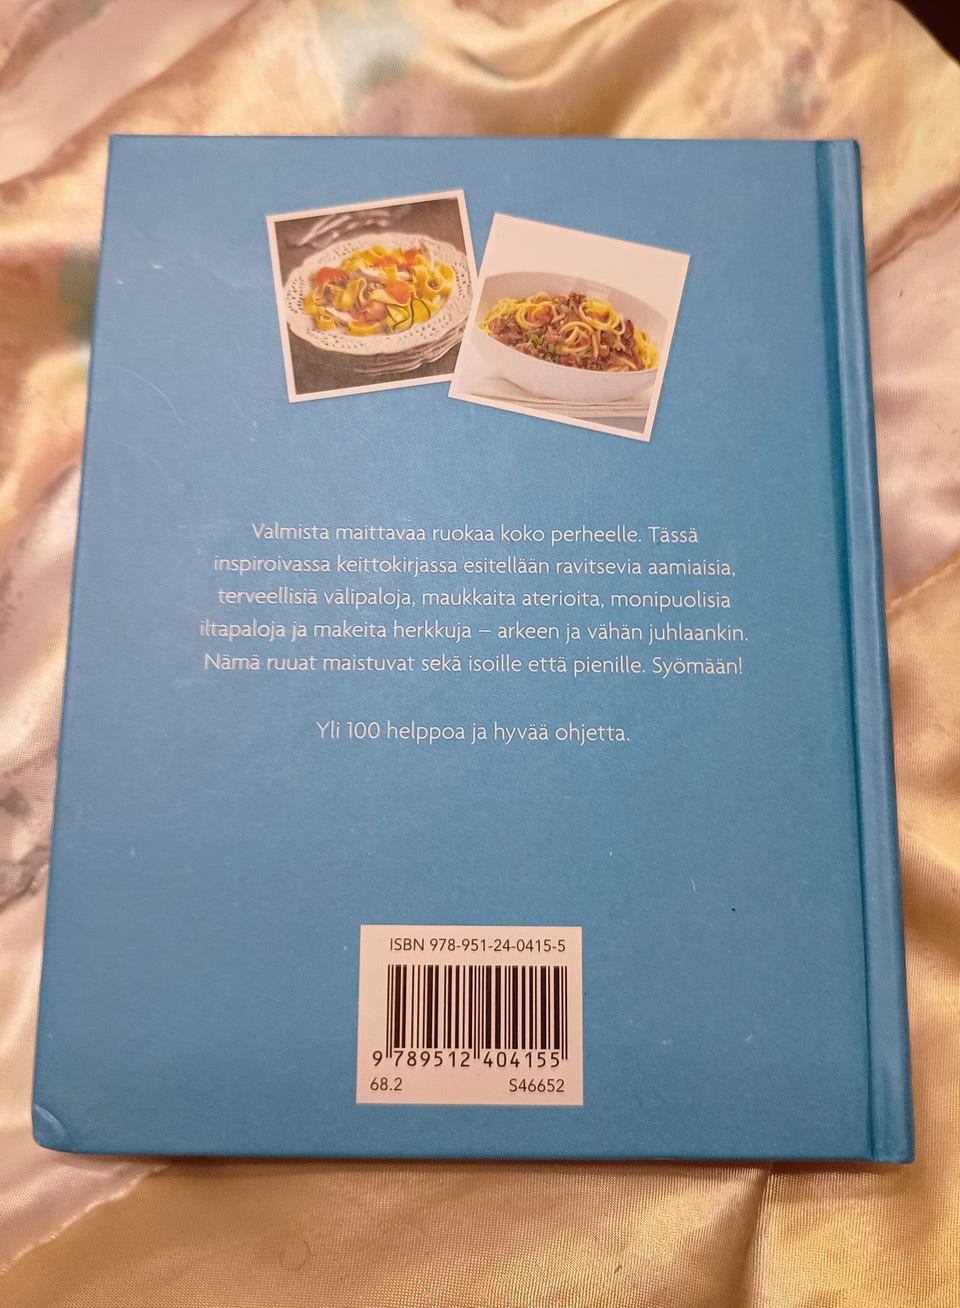 Valmista maittavaa ruokaa koko perheelle. Tässä
inspiroivassa keittokirjassa esitellään ravitsevia aamiaisia,
terveellisiä välipaloja, maukkaita aterioita, monipuolisia
iltapaloja ja makeita herkkuja – arkeen ja vähän juhlaankin.
Nämä ruuat maistuvat sekä isoille että pienille. Syömään!
Yli 100 helppoa ja hyvää ohjetta.
ISBN 978-951-24-0415-5
9 789512 404155
68.2 S46652